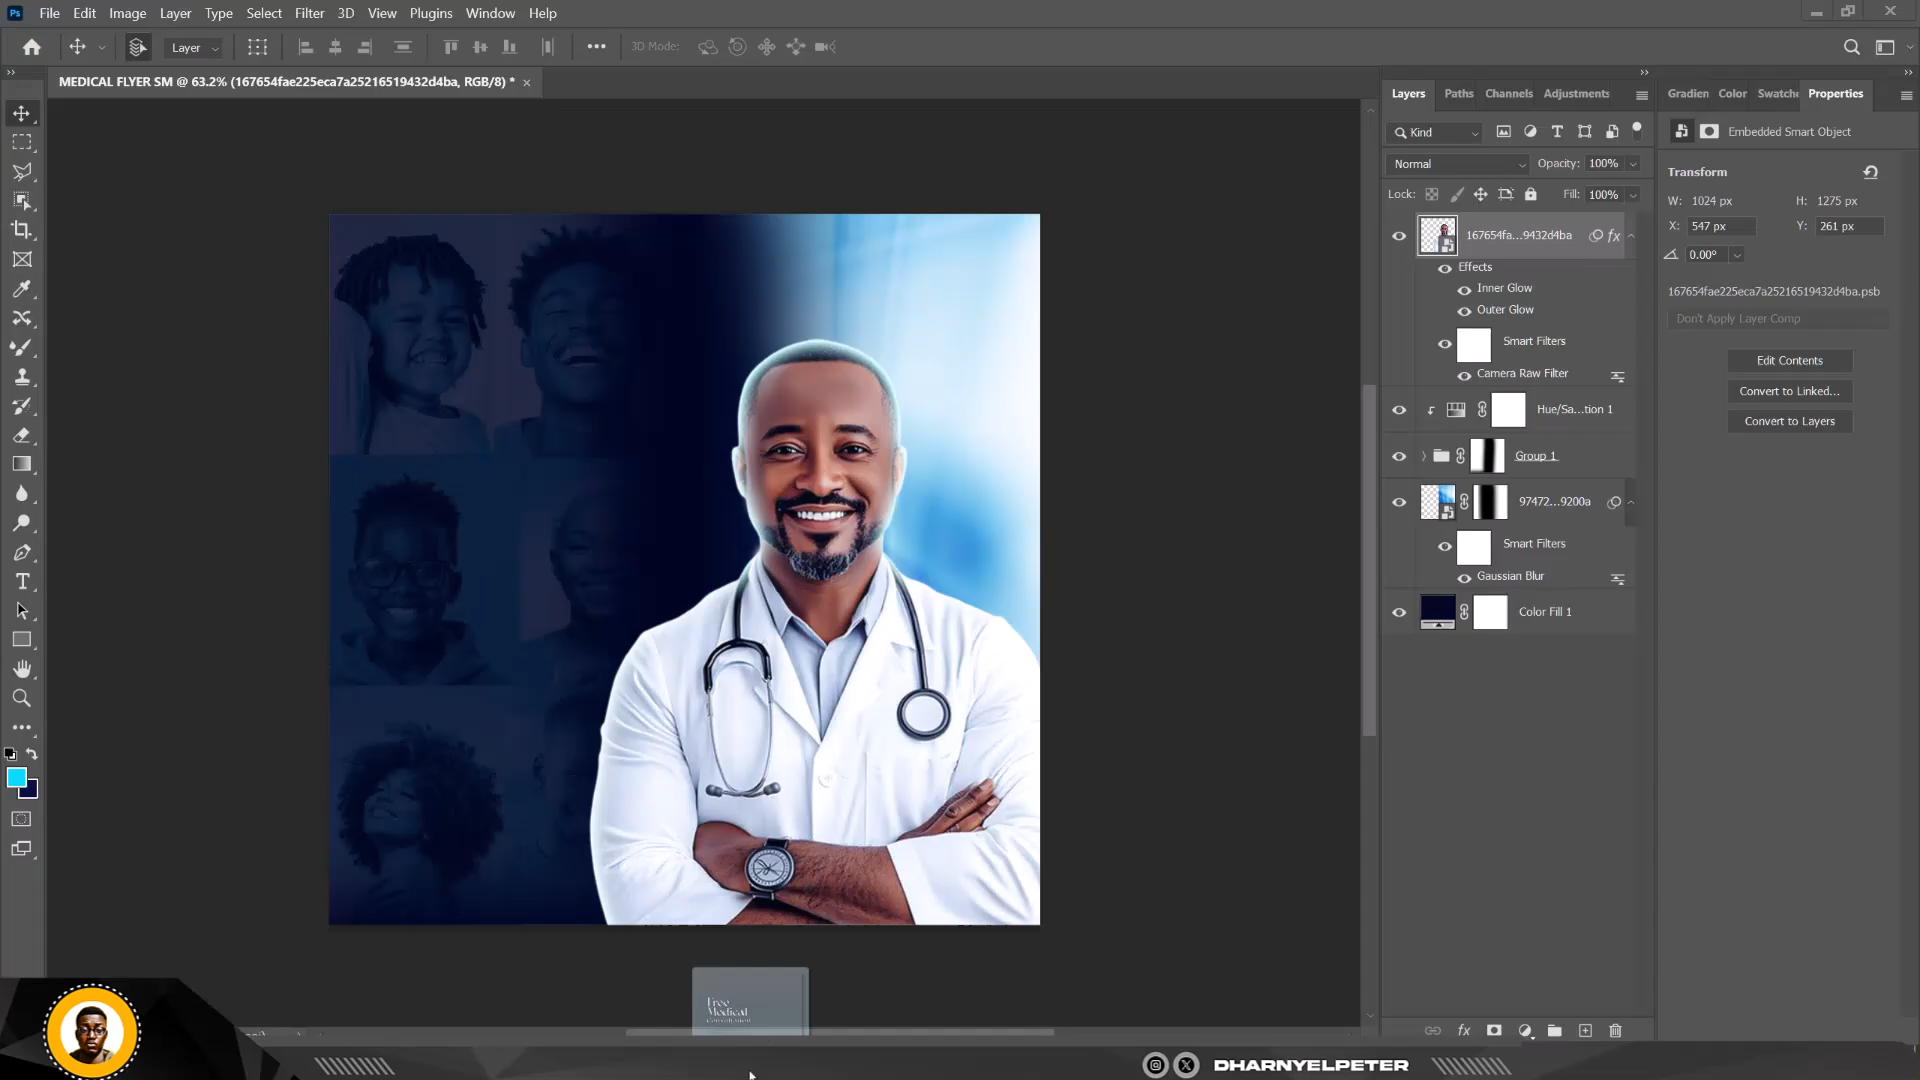 Ps File Edit Image Layer Type Select Filter 3D View Plugins Window Help
Layer
3D Mode:
MEDICAL FLYER SM @ 63.2% (167654fae225eca7a25216519432d4ba, RGB/8) *
Layers Paths Channels Adjustments
Gradien Color Swatche Properties
Kind
Embedded Smart Object
Normal Opacity: 100%
Transform
Lock: Fill: 100%
W: 1024 px H: 1275 px
X: 547 px Y: 261 px
167654fa...9432d4ba fx
0.00°
Effects
Inner Glow
167654fae225eca7a25216519432d4ba.psb
Outer Glow
Don't Apply Layer Comp
Smart Filters
Edit Contents
Camera Raw Filter
Convert to Linked...
Hue/Sa...tion 1
Convert to Layers
Group 1
97472...9200a
Smart Filters
Gaussian Blur
Color Fill 1
Free
Medical
Consultation
fx
DHARNYELPETER